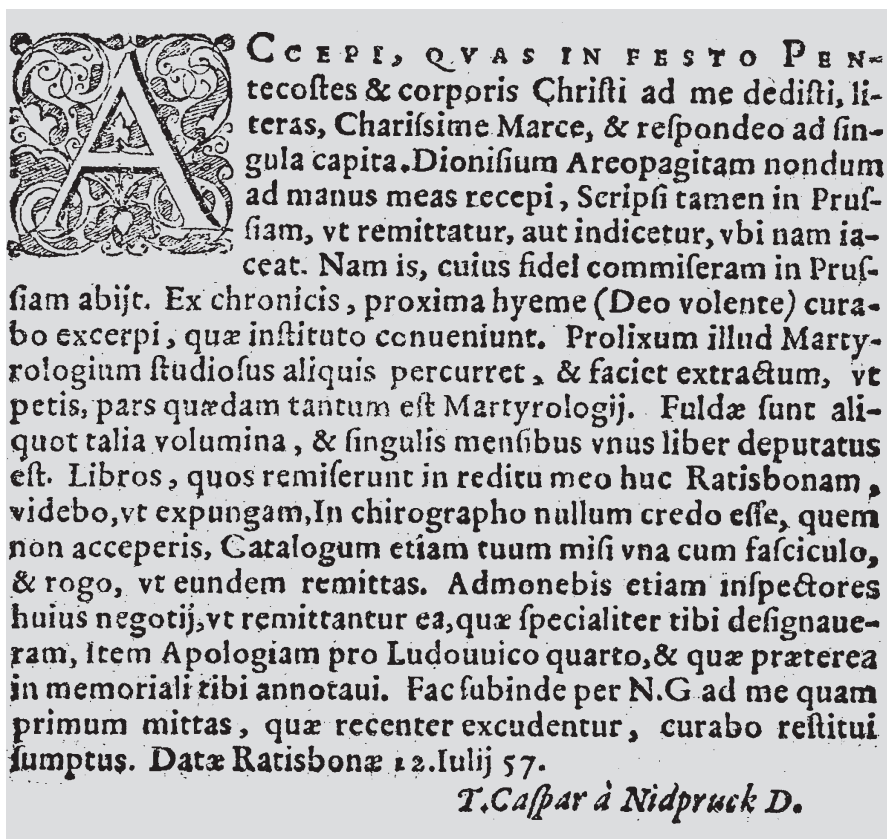 ACCEPI, QVAS IN FESTO PEN-
tecoſtes & corporis Chriſti ad me dediſti, li-
teras, Chariſsime Marce, & reſpondeo ad ſin-
gula capita. Dioniſium Areopagitam nondum
ad manus meas recepi, Scripſi tamen in Pruſ-
ſiam, vt remittatur, aut indicetur, vbi nam ia-
ceat. Nam is, cuius fidei commiſeram in Pruſ-
ſiam abijt. Ex chronicis, proxima hyeme (Deo volente) cura-
bo excerpi, quæ inſtituto conueniunt. Prolixum illud Marty-
rologium ſtudioſus aliquis percurret, & faciet extractum, vt
petis, pars quædam tantum eſt Martyrologij. Fuldæ ſunt ali-
quot talia volumina, & ſingulis menſibus vnus liber deputatus
eſt. Libros, quos remiſerunt in reditu meo huc Ratisbonam,
videbo, vt expungam, In chirographo nullum credo eſſe, quem
non acceperis, Catalogum etiam tuum miſi vna cum faſciculo,
& rogo, vt eundem remittas. Admonebis etiam inſpectores
huius negotij, vt remittantur ea, quæ ſpecialiter tibi deſignaue-
ram, Item Apologiam pro Ludouuico quarto, & quæ præterea
in memoriali tibi annotaui. Fac ſubinde per N.G ad me quam
primum mittas, quæ recenter excudentur, curabo reſtitui
ſumptus. Datæ Ratisbonæ 12. Iulij 57.
T. Caſpar à Nidpruck D.